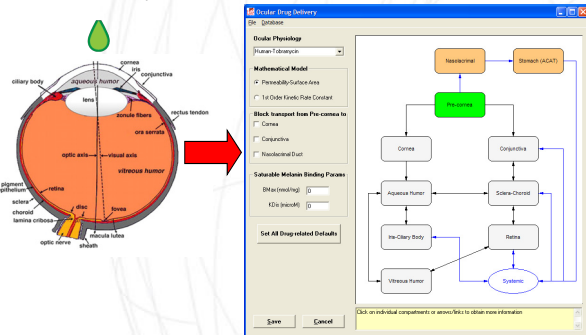 cornea
iris
conjunctiva
ciliary body
aqueous humor
lens
zonule fibers
rectus tendon
ora serrata
optic axis
visual axis
vitreous humor
pigment
epithelium
retina
sclera
choroid
lamina cribosa
disc
fovea
macula lutea
optic nerve
sheath
Ocular Drug Delivery
File Database
Ocular Physiology
Human-Tobramycin
Mathematical Model
Permeability-Surface Area
1st Order Kinetic Rate Constant
Block transport from Pre-cornea to
Cornea
Conjunctiva
Nasolacrimal Duct
Saturable Melanin Binding Params
BMax (nmol/mg) 0
KDis (microM) 0
Set All Drug-related Defaults
Save Cancel
Nasolacrimal
Stomach (ACAT)
Pre-cornea
Cornea
Conjunctiva
Aqueous Humor
Sclera-Choroid
Iris-Ciliary Body
Retina
Vitreous Humor
Systemic
Click on individual compartments or arrows/links to obtain more information